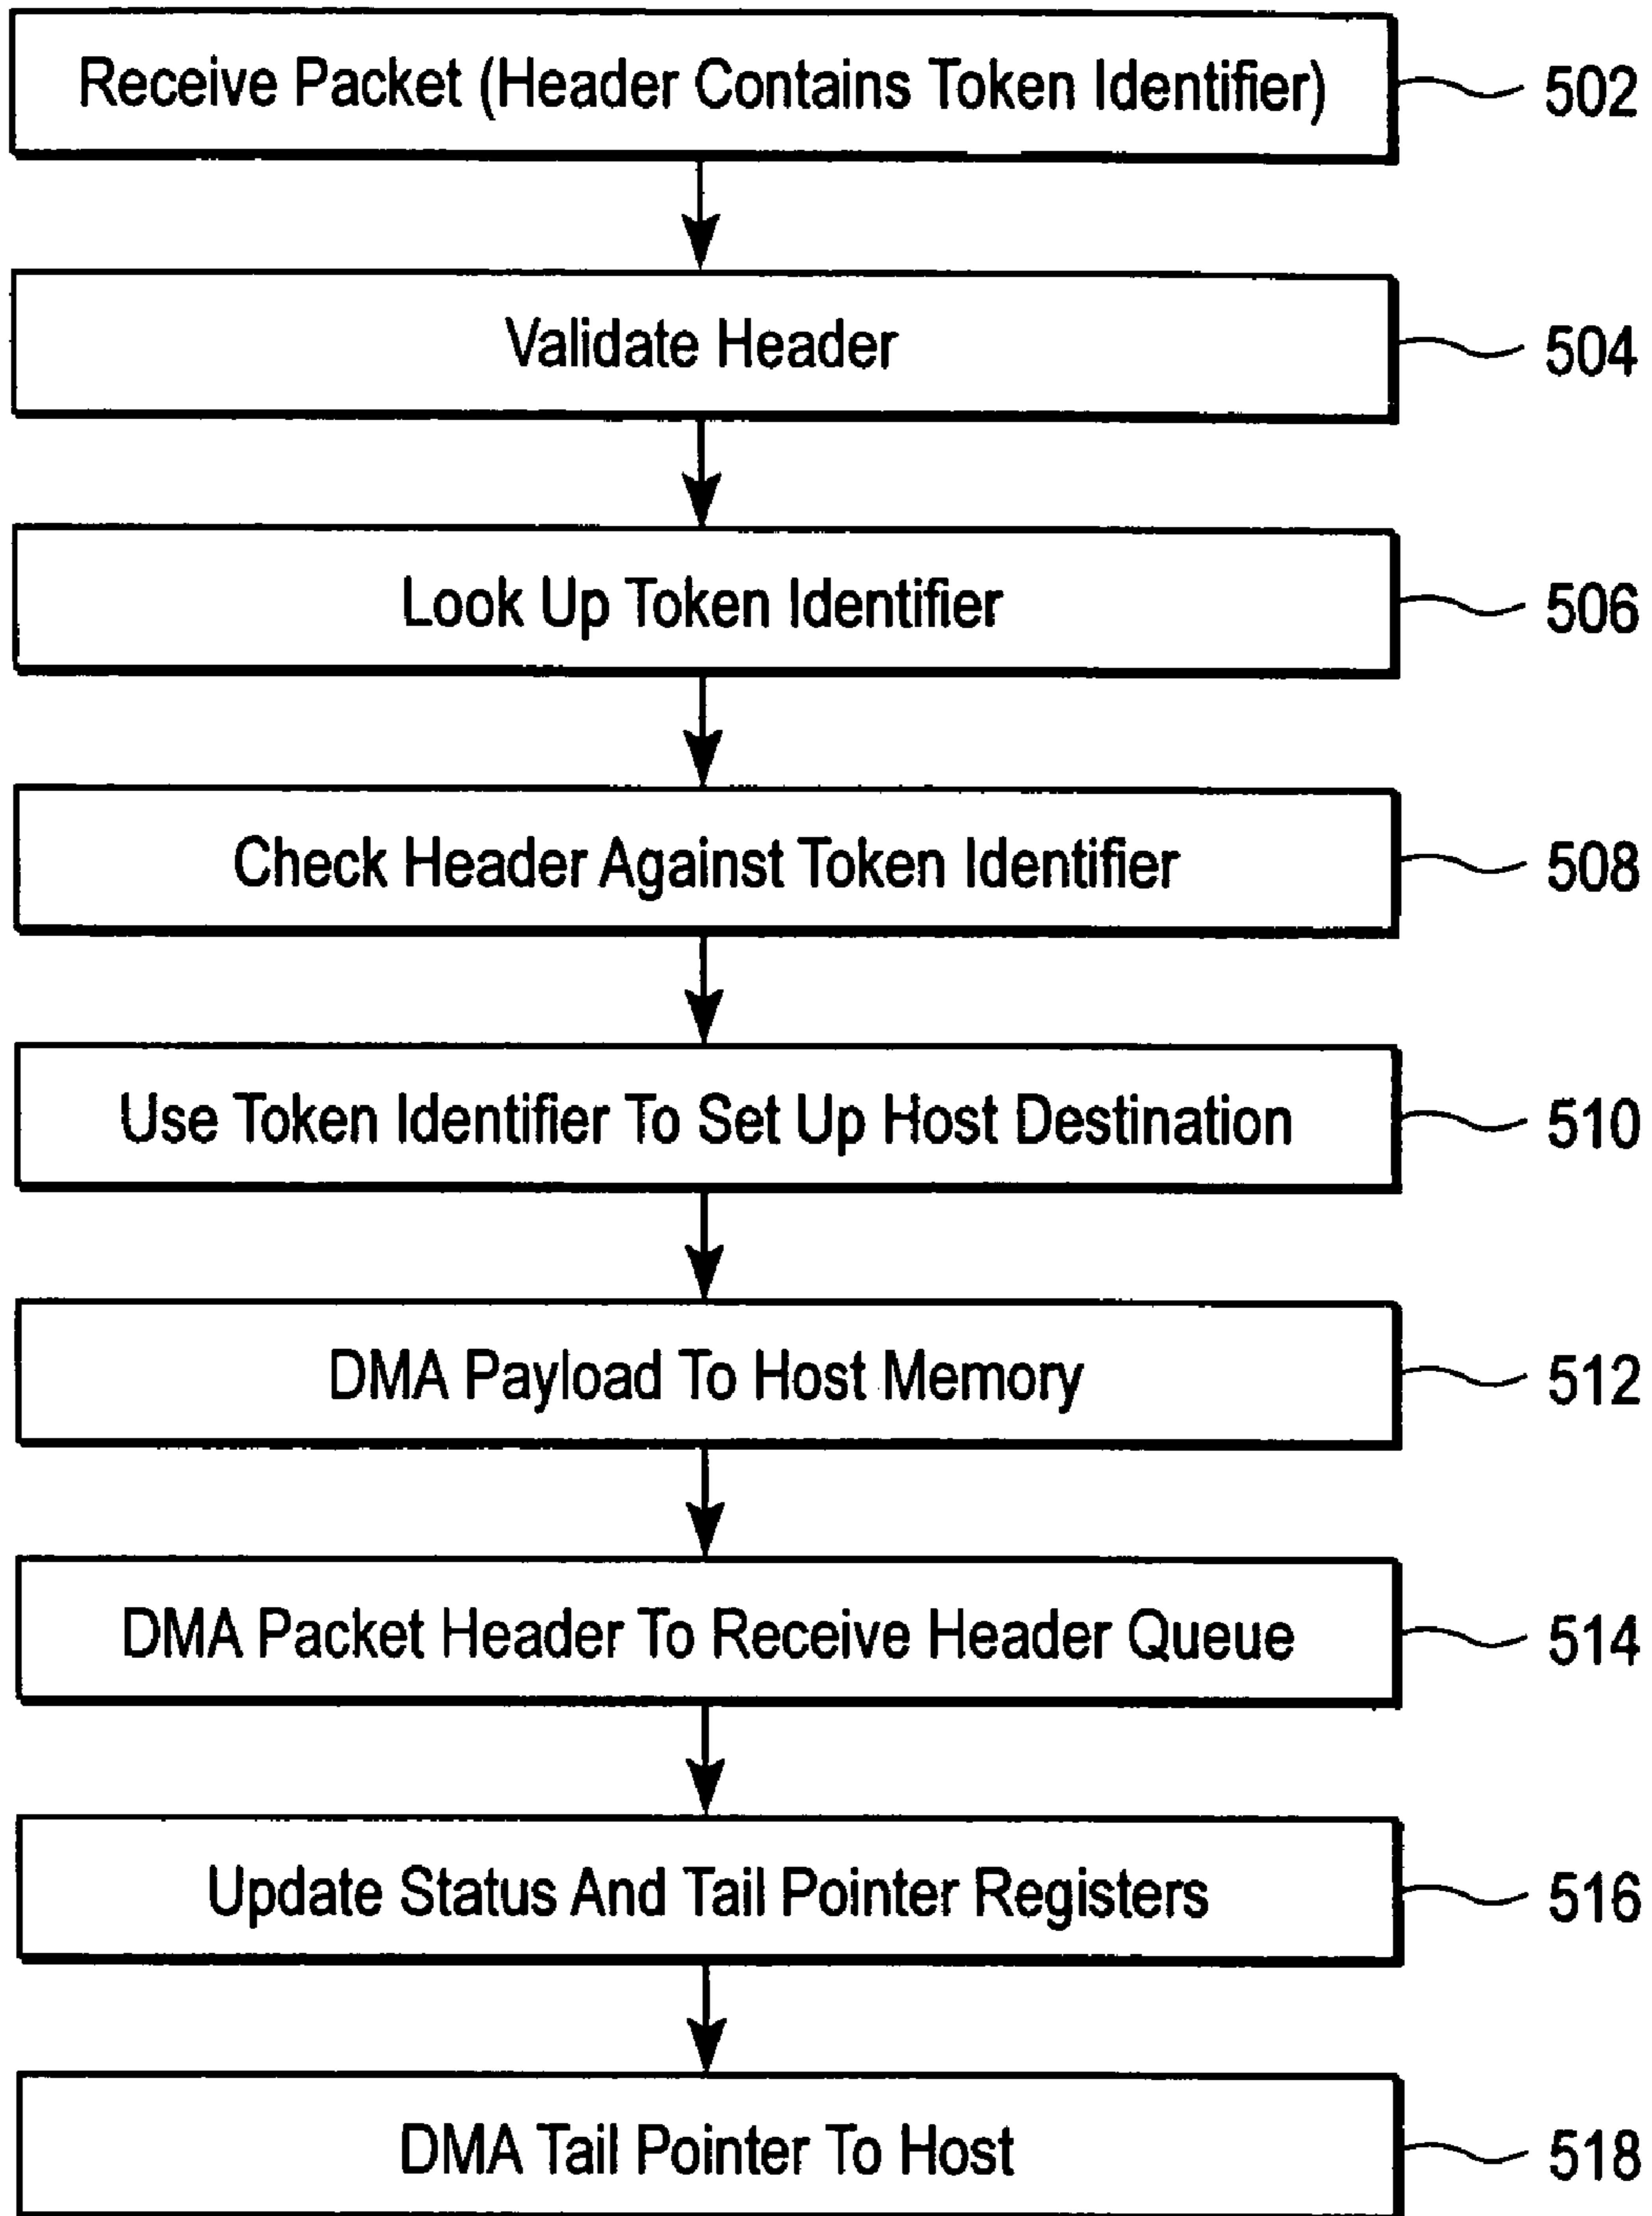 Receive Packet (Header Contains Token Identifier) 502
Validate Header 504
Look Up Token Identifier 506
Check Header Against Token Identifier 508
Use Token Identifier To Set Up Host Destination 510
DMA Payload To Host Memory 512
DMA Packet Header To Receive Header Queue 514
Update Status And Tail Pointer Registers 516
DMA Tail Pointer To Host 518